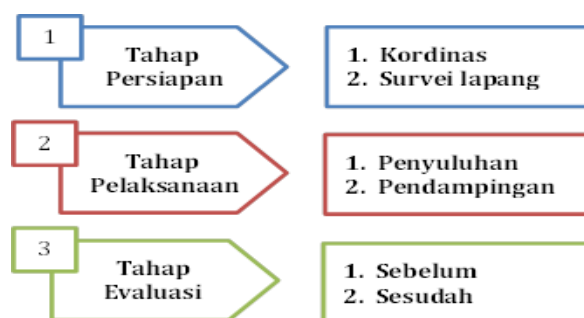 1
Tahap
Persiapan
1. Kordinas
2. Survei lapang
2
Tahap
Pelaksanaan
1. Penyuluhan
2. Pendampingan
3
Tahap
Evaluasi
1. Sebelum
2. Sesudah